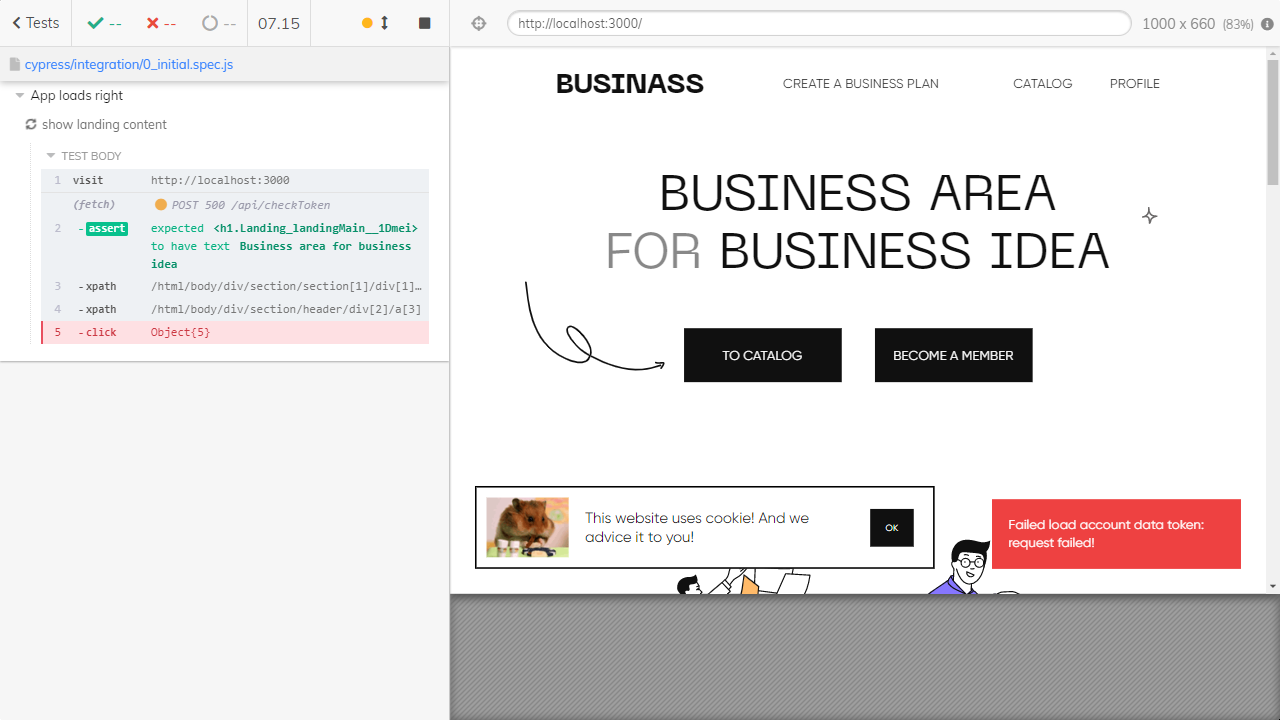 Tests
--
--
--
07.15
cypress/integration/0_initial.spec.js
App loads right
show landing content
TEST BODY
1 visit http://localhost:3000
(fetch) POST 500 /api/checkToken
2 -assert expected <h1.Landing_landingMain__1Dmei>
to have text Business area for business
idea
3 -xpath /html/body/div/section/section[1]/div[1]…
4 -xpath /html/body/div/section/header/div[2]/a[3]
5 -click Object{5}
http://localhost:3000/
1000 x 660 (83%)
BUSINASS
CREATE A BUSINESS PLAN
CATALOG
PROFILE
BUSINESS AREA
FOR BUSINESS IDEA
TO CATALOG
BECOME A MEMBER
This website uses cookie! And we
advice it to you!
OK
Failed load account data token:
request failed!